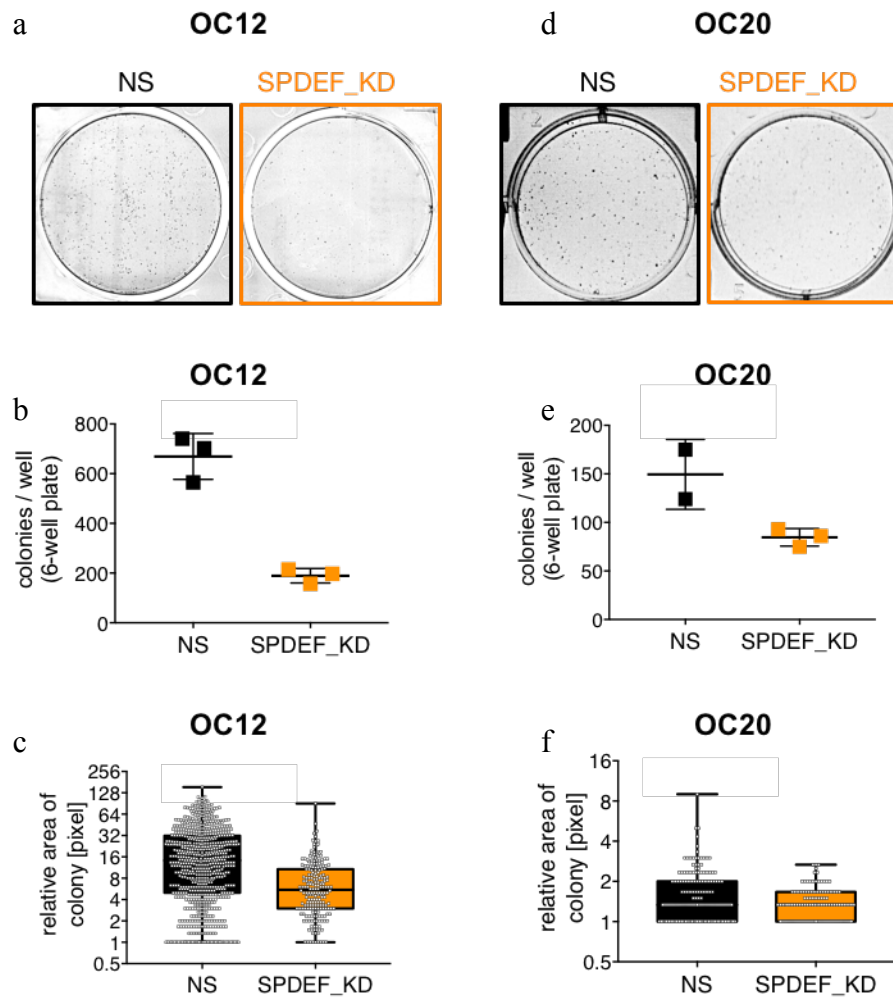 a
OC12
NS
SPDEF_KD
d
OC20
NS
SPDEF_KD
b
OC12
colonies / well
(6-well plate)
800
600
400
200
0
NS
SPDEF_KD
e
OC20
colonies / well
(6-well plate)
200
150
100
50
0
NS
SPDEF_KD
c
OC12
relative area of
colony [pixel]
256
128
64
32
16
8
4
2
1
0.5
NS
SPDEF_KD
f
OC20
relative area of
colony [pixel]
16
8
4
2
1
0.5
NS
SPDEF_KD